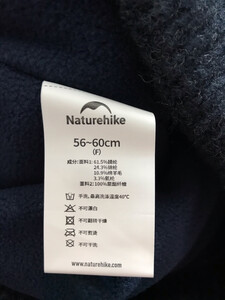 Naturehike
56~60cm
(F)
成分:面料1:61.5%腈纶
24.3%锦纶
10.9%绵羊毛
3.3%氨纶
面料2:100%聚酯纤维
手洗,最高洗涤温度40℃
不可漂白
不可翻转干燥
不可熨烫
不可干洗
www.naturehike.com